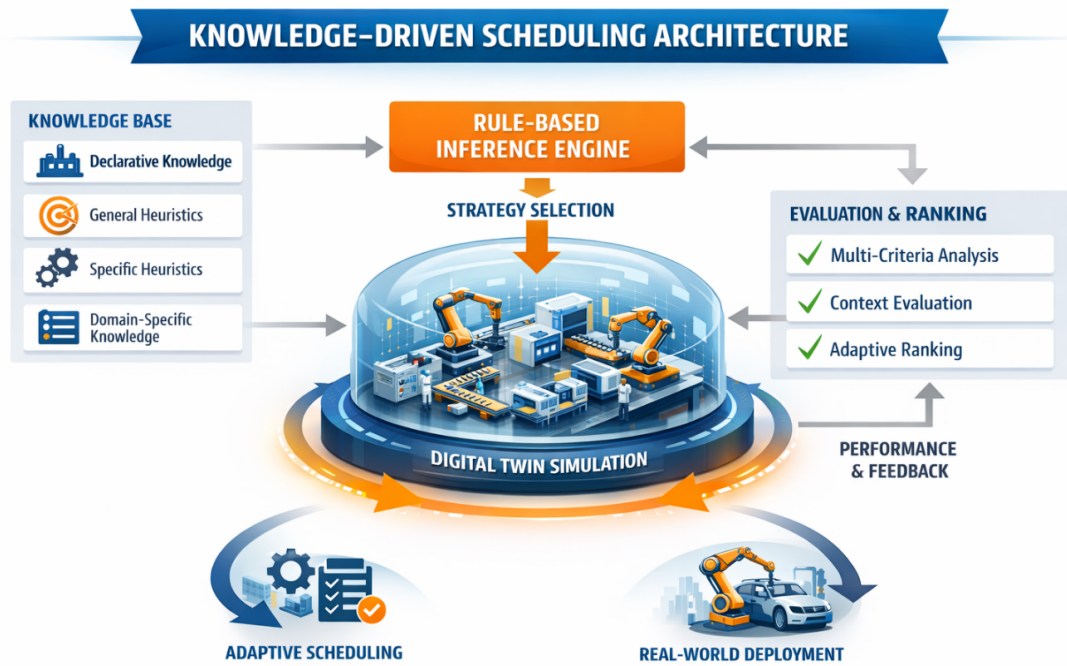 KNOWLEDGE-DRIVEN SCHEDULING ARCHITECTURE
KNOWLEDGE BASE
Declarative Knowledge
General Heuristics
Specific Heuristics
Domain-Specific
Knowledge
RULE-BASED
INFERENCE ENGINE
STRATEGY SELECTION
EVALUATION & RANKING
Multi-Criteria Analysis
Context Evaluation
Adaptive Ranking
DIGITAL TWIN SIMULATION
PERFORMANCE
& FEEDBACK
ADAPTIVE SCHEDULING
REAL-WORLD DEPLOYMENT